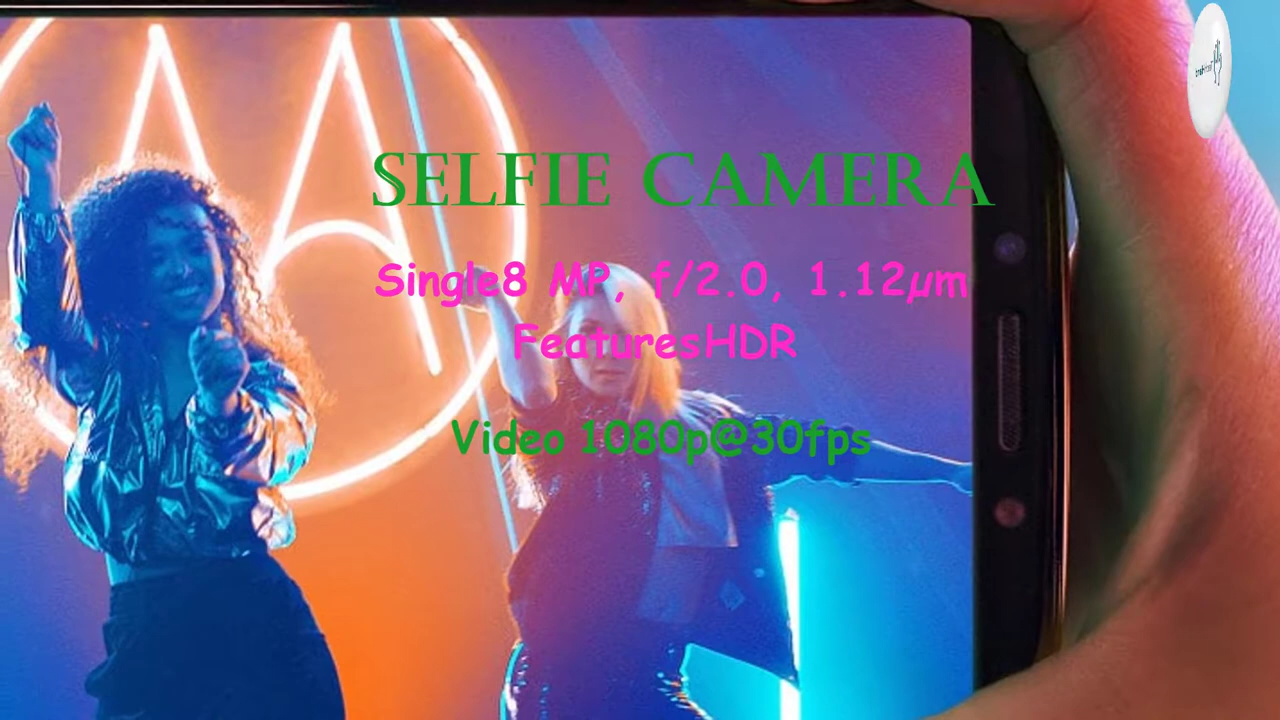 SELFIE CAMERA
Single8 MP, f/2.0, 1.12µm
FeaturesHDR
Video 1080p@30fps